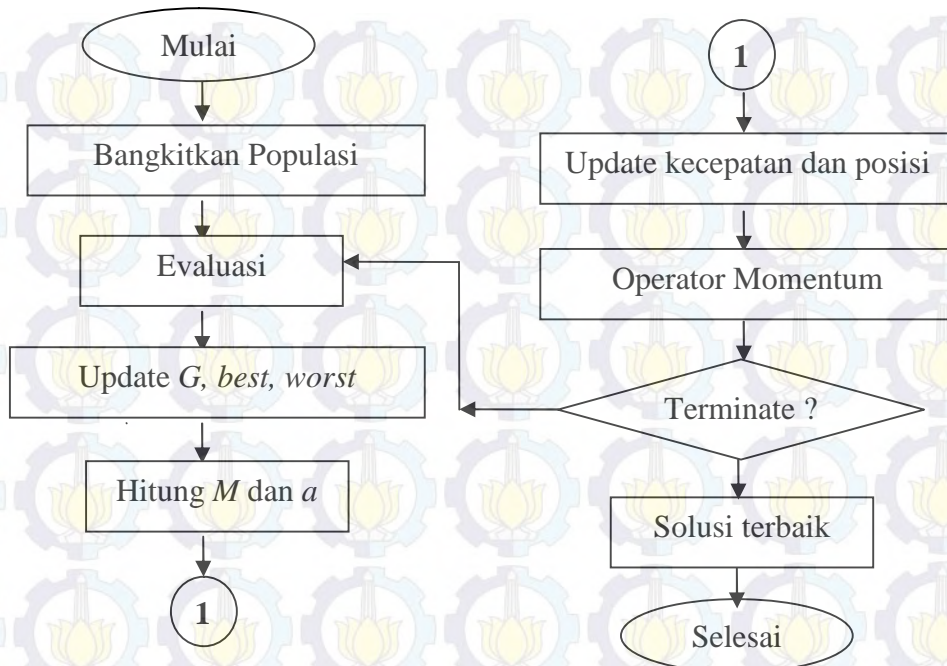 Mulai
Bangkitkan Populasi
Evaluasi
Update G, best, worst
Hitung M dan a
1
1
Update kecepatan dan posisi
Operator Momentum
Terminate ?
Solusi terbaik
Selesai